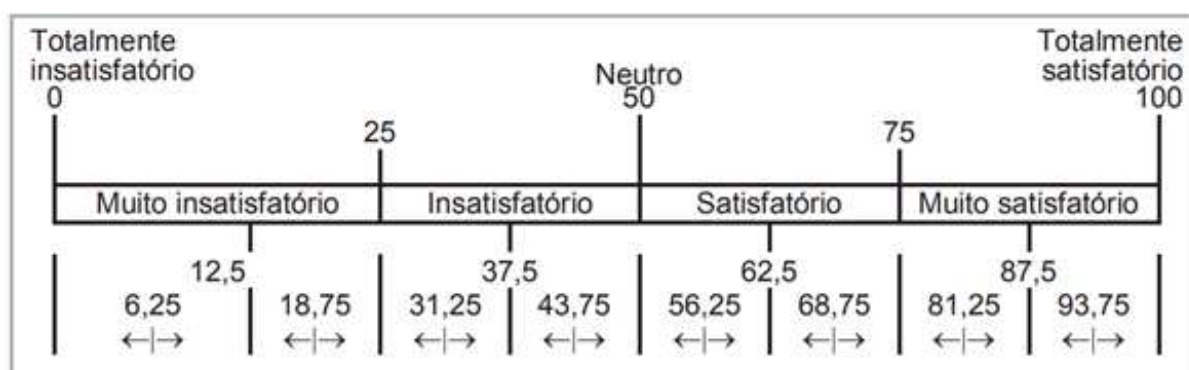 Totalmente insatisfatório
0
Neutro
50
Totalmente satisfatório
100
25
75
Muito insatisfatório
Insatisfatório
Satisfatório
Muito satisfatório
12,5
37,5
62,5
87,5
6,25
18,75
31,25
43,75
56,25
68,75
81,25
93,75